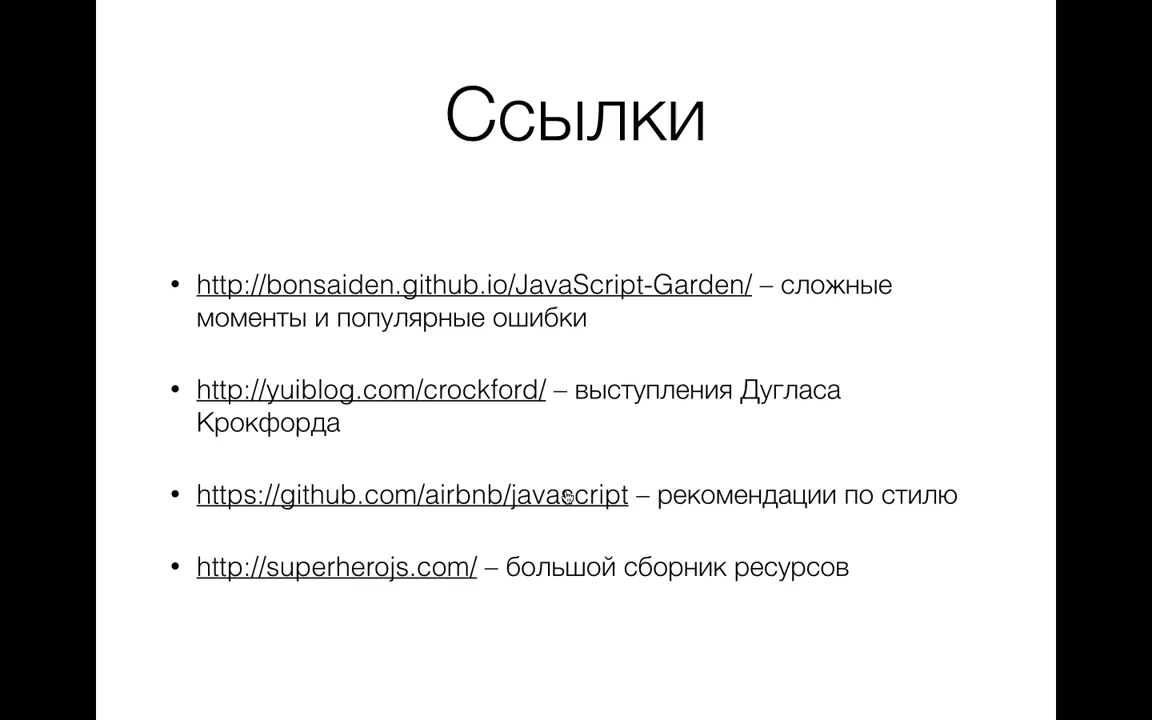 Ссылки
• http://bonsaiden.github.io/JavaScript-Garden/ – сложные
моменты и популярные ошибки
• http://yuiblog.com/crockford/ – выступления Дугласа
Крокфорда
• https://github.com/airbnb/javascript – рекомендации по стилю
• http://superherojs.com/ – большой сборник ресурсов